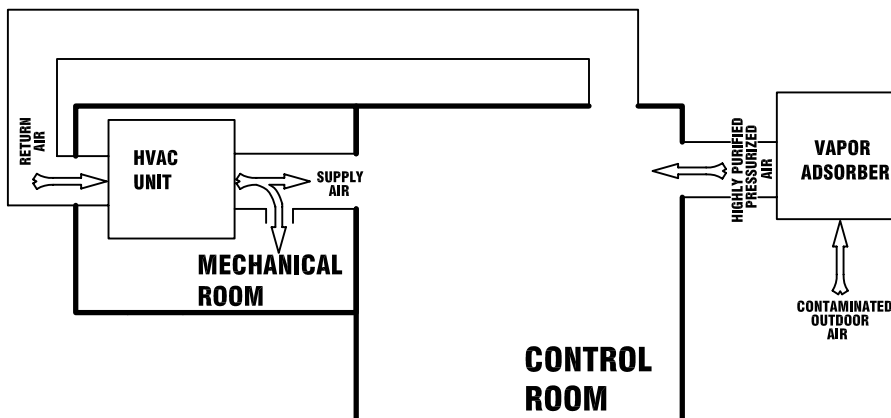 RETURN
AIR
HVAC
UNIT
SUPPLY
AIR
MECHANICAL
ROOM
CONTROL
ROOM
HIGHLY PURIFIED
PRESSURIZED
AIR
VAPOR
ADSORBER
CONTAMINATED
OUTDOOR
AIR